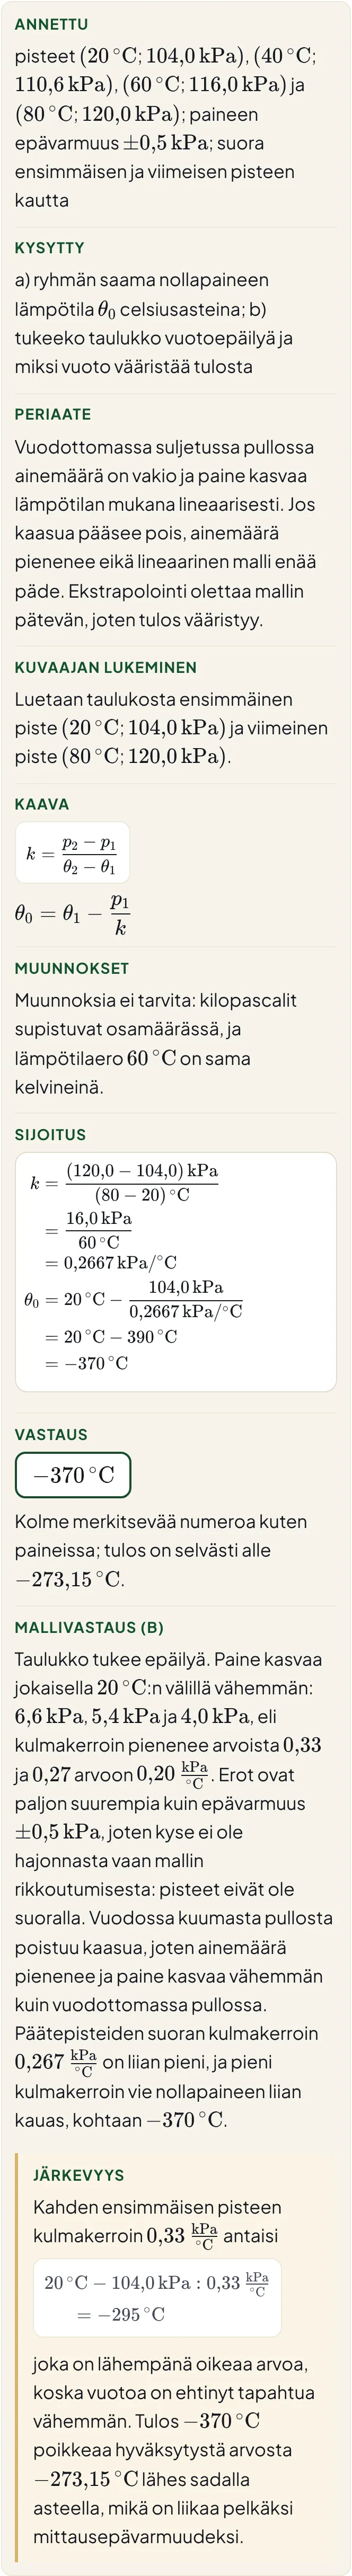 ANNETTU
pisteet (20 °C; 104,0 kPa), (40 °C;
110,6 kPa), (60 °C; 116,0 kPa) ja
(80 °C; 120,0 kPa); paineen
epävarmuus ±0,5 kPa; suora
ensimmäisen ja viimeisen pisteen
kautta
KYSYTTY
a) ryhmän saama nollapaineen
lämpötila θ₀ celsiusasteina; b)
tukeeko taulukko vuotoepäilyä ja
miksi vuoto vääristää tulosta
PERIAATE
Vuodottomassa suljetussa pullossa
ainemäärä on vakio ja paine kasvaa
lämpötilan mukana lineaarisesti. Jos
kaasua pääsee pois, ainemäärä
pienenee eikä lineaarinen malli enää
päde. Ekstrapolointi olettaa mallin
pätevän, joten tulos vääristyy.
KUVAAJAN LUKEMINEN
Luetaan taulukosta ensimmäinen
piste (20 °C; 104,0 kPa) ja viimeinen
piste (80 °C; 120,0 kPa).
KAAVA
k = (p₂ − p₁)/(θ₂ − θ₁)
θ₀ = θ₁ − p₁/k
MUUNNOKSET
Muunnoksia ei tarvita: kilopascalit
supistuvat osamäärässä, ja
lämpötilaero 60 °C on sama
kelvineinä.
SIJOITUS
k = (120,0 − 104,0) kPa / (80 − 20) °C
= 16,0 kPa / 60 °C
= 0,2667 kPa/°C
θ₀ = 20 °C − 104,0 kPa / 0,2667 kPa/°C
= 20 °C − 390 °C
= −370 °C
VASTAUS
−370 °C
Kolme merkitsevää numeroa kuten
paineissa; tulos on selvästi alle
−273,15 °C.
MALLIVASTAUS (B)
Taulukko tukee epäilyä. Paine kasvaa
jokaisella 20 °C:n välillä vähemmän:
6,6 kPa, 5,4 kPa ja 4,0 kPa, eli
kulmakerroin pienenee arvoista 0,33
ja 0,27 arvoon 0,20 kPa/°C. Erot ovat
paljon suurempia kuin epävarmuus
±0,5 kPa, joten kyse ei ole
hajonnasta vaan mallin
rikkoutumisesta: pisteet eivät ole
suoralla. Vuodossa kuumasta pullosta
poistuu kaasua, joten ainemäärä
pienenee ja paine kasvaa vähemmän
kuin vuodottomassa pullossa.
Päätepisteiden suoran kulmakerroin
0,267 kPa/°C on liian pieni, ja pieni
kulmakerroin vie nollapaineen liian
kauas, kohtaan −370 °C.
JÄRKEVYYS
Kahden ensimmäisen pisteen
kulmakerroin 0,33 kPa/°C antaisi
20 °C − 104,0 kPa : 0,33 kPa/°C
= −295 °C
joka on lähempänä oikeaa arvoa,
koska vuotoa on ehtinyt tapahtua
vähemmän. Tulos −370 °C
poikkeaa hyväksytystä arvosta
−273,15 °C lähes sadalla
asteella, mikä on liikaa pelkäksi
mittausepävarmuudeksi.